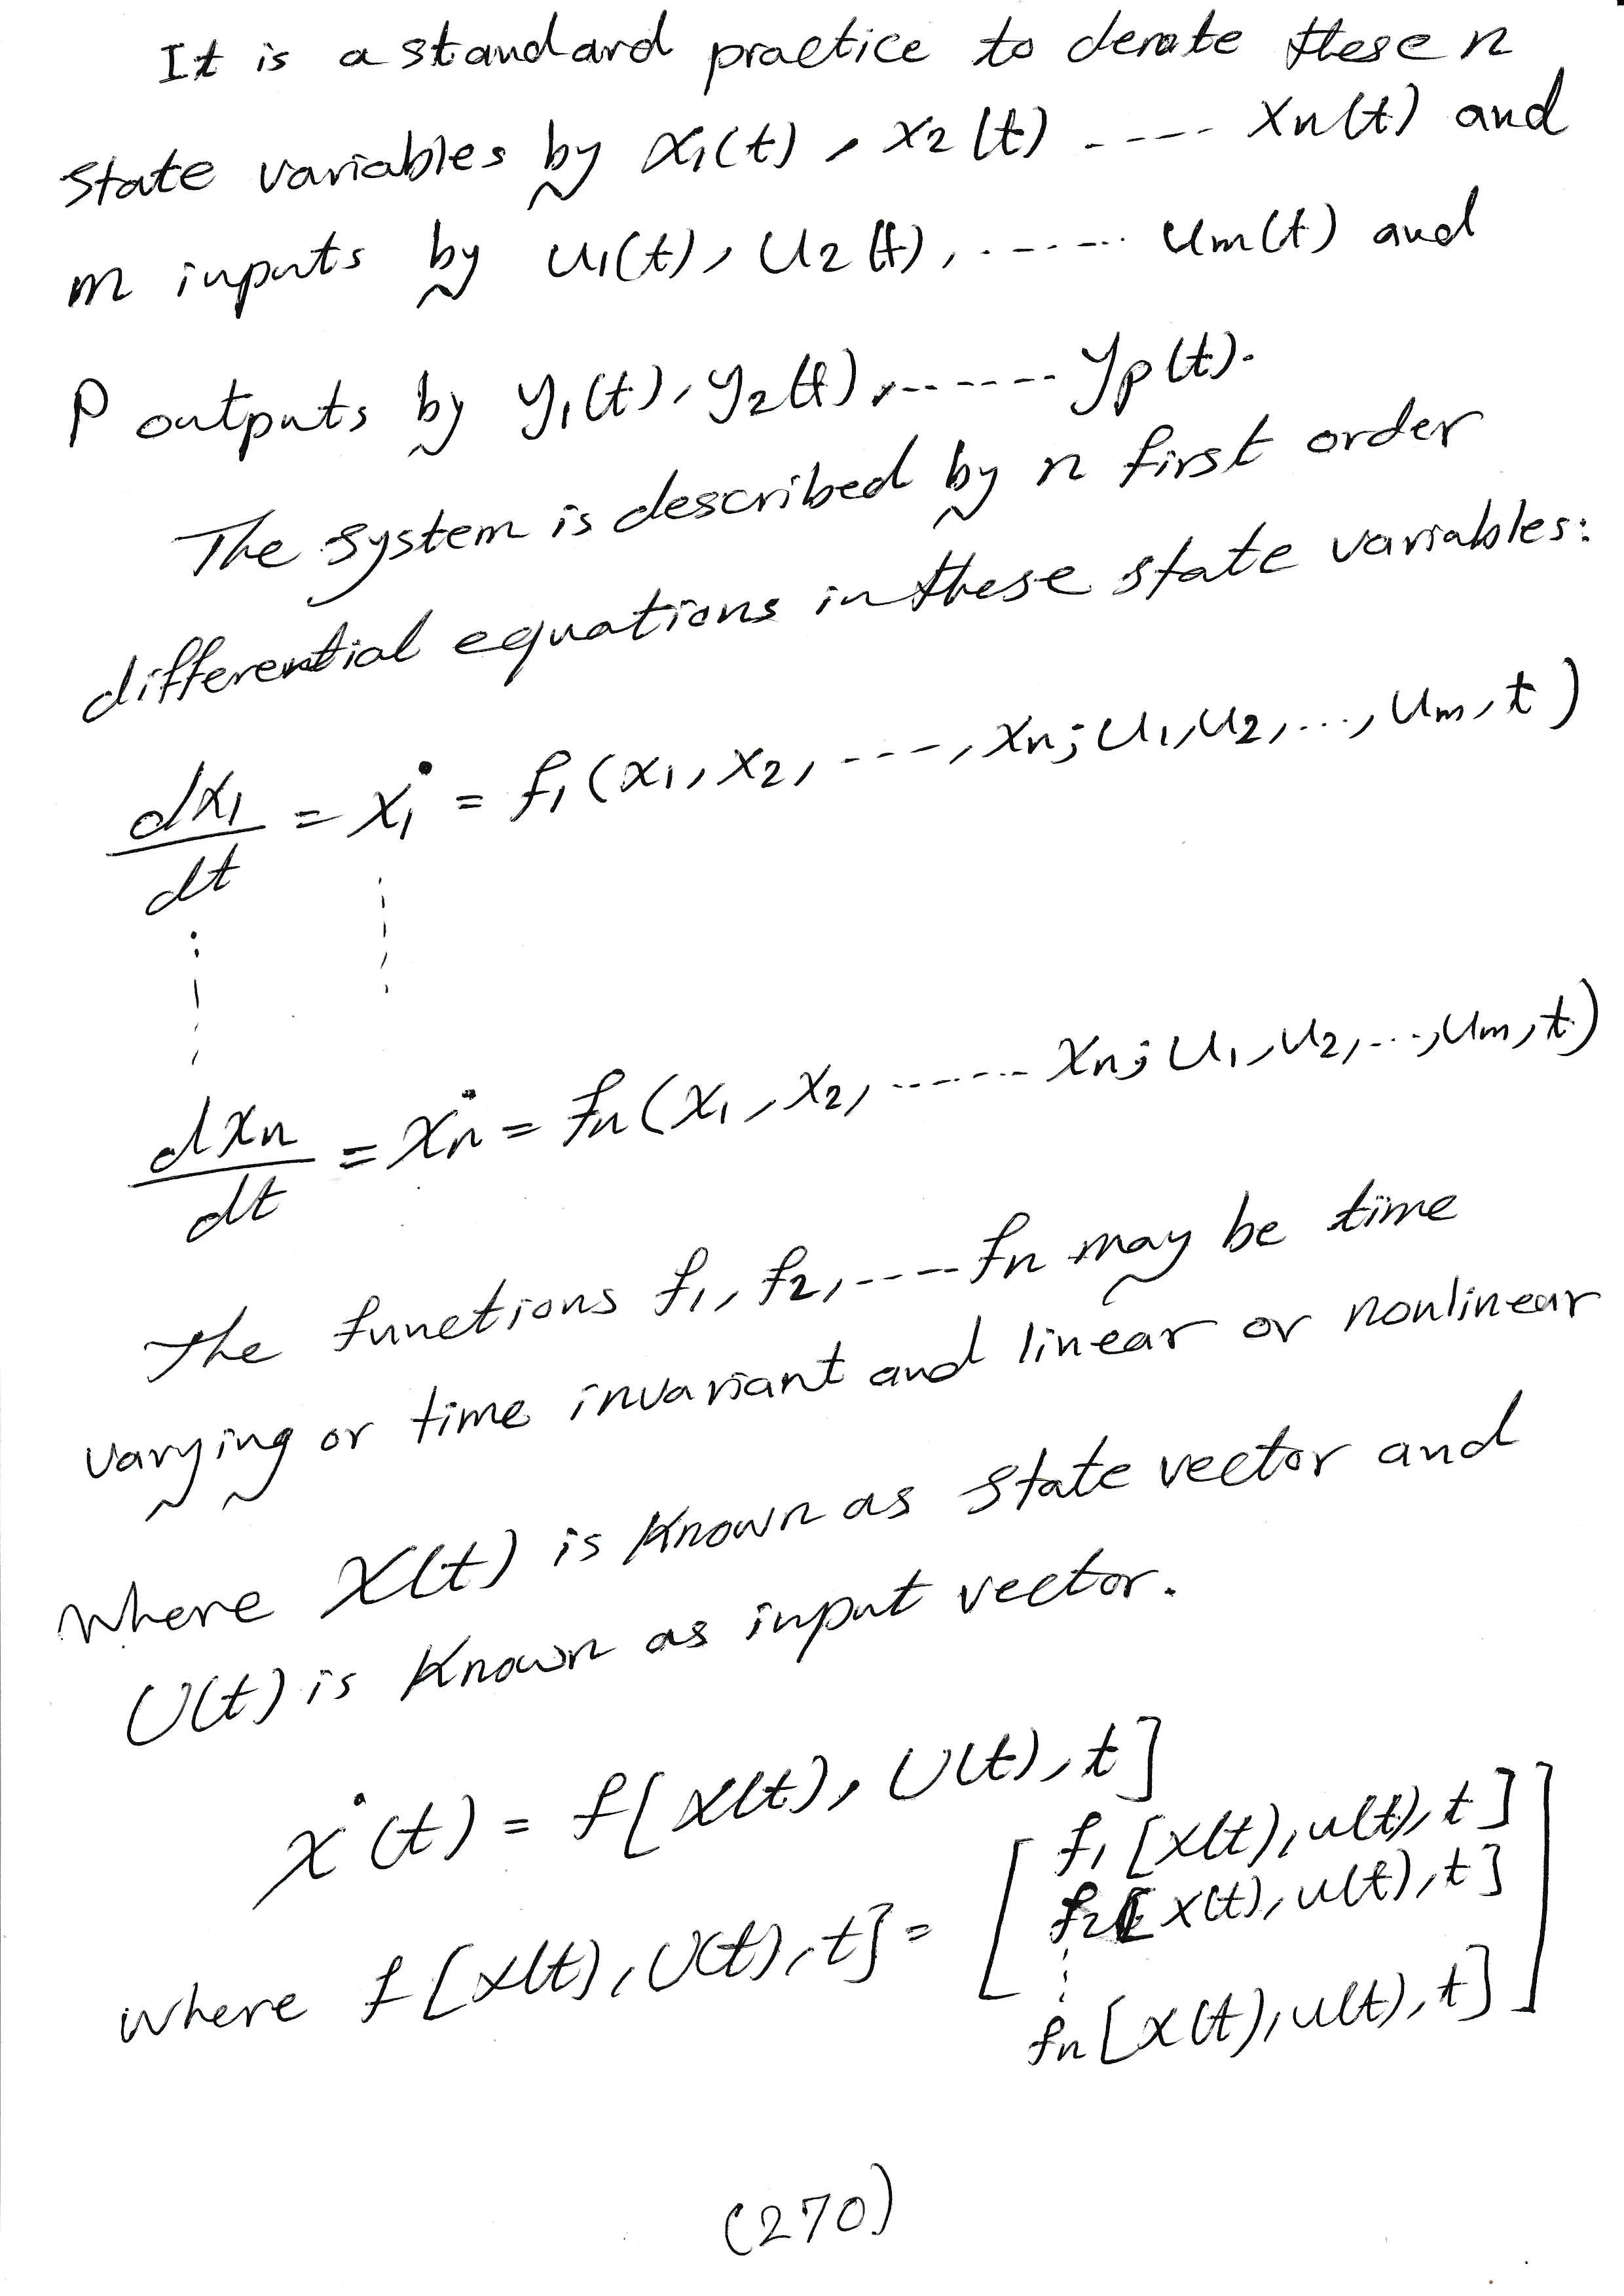 It is a standard practice to denote these n
state variables by x₁(t), x₂(t) ---- xn(t) and
m inputs by u₁(t), u₂(t), ------ um(t) and
p outputs by y₁(t), y₂(t), ------ yp(t).
The system is described by n first order
differential equations in these state variables:
dx₁/dt = ẋ₁ = f₁(x₁, x₂, ---, xn; u₁, u₂, ..., um, t)
dxn/dt = ẋn = fn(x₁, x₂, ------ xn; u₁, u₂, ..., um, t)
The functions f₁, f₂, ---- fn may be time
varying or time invariant and linear or nonlinear
Where X(t) is known as state vector and
U(t) is known as input vector.
ẋ(t) = f[X(t), U(t), t]
where f[X(t), U(t), t] = [ f₁[x(t), u(t), t]
f₂[x(t), u(t), t]
⋮
fn[x(t), u(t), t] ]
(270)